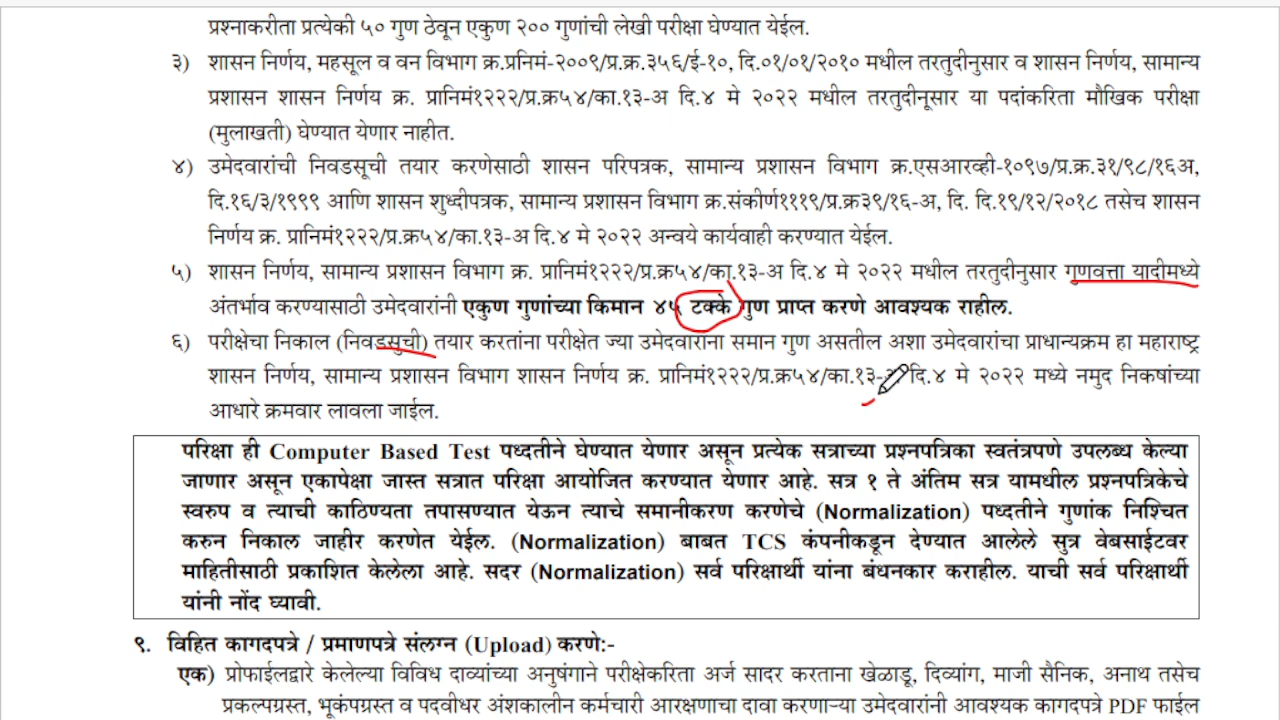 प्रश्नाकरीता प्रत्येकी ५० गुण ठेवून एकुण २०० गुणांची लेखी परीक्षा घेण्यात येईल.
३) शासन निर्णय, महसूल व वन विभाग क्र.प्रनिमं-२००९/प्र.क्र.३५६/ई-१०, दि.०१/०१/२०१० मधील तरतुदीनुसार व शासन निर्णय, सामान्य
प्रशासन शासन निर्णय क्र. प्रानिमं१२२२/प्र.क्र५४/का.१३-अ दि.४ मे २०२२ मधील तरतुदीनूसार या पदांकरिता मौखिक परीक्षा
(मुलाखती) घेण्यात येणार नाहीत.
४) उमेदवारांची निवडसूची तयार करणेसाठी शासन परिपत्रक, सामान्य प्रशासन विभाग क्र.एसआरव्ही-१०९७/प्र.क्र.३१/९८/१६अ,
दि.१६/३/१९९९ आणि शासन शुध्दीपत्रक, सामान्य प्रशासन विभाग क्र.संकीर्ण१११९/प्र.क्र३९/१६-अ, दि. दि.१९/१२/२०१८ तसेच शासन
निर्णय क्र. प्रानिमं१२२२/प्र.क्र५४/का.१३-अ दि.४ मे २०२२ अन्वये कार्यवाही करण्यात येईल.
५) शासन निर्णय, सामान्य प्रशासन विभाग क्र. प्रानिमं१२२२/प्र.क्र५४/का.१३-अ दि.४ मे २०२२ मधील तरतुदीनुसार गुणवत्ता यादीमध्ये
अंतर्भाव करण्यासाठी उमेदवारांनी एकुण गुणांच्या किमान ४५ टक्के गुण प्राप्त करणे आवश्यक राहील.
६) परीक्षेचा निकाल (निवडसुची) तयार करतांना परीक्षेत ज्या उमेदवारांना समान गुण असतील अशा उमेदवारांचा प्राधान्यक्रम हा महाराष्ट्र
शासन निर्णय, सामान्य प्रशासन विभाग शासन निर्णय क्र. प्रानिमं१२२२/प्र.क्र५४/का.१३-अ दि.४ मे २०२२ मध्ये नमुद निकषांच्या
आधारे क्रमवार लावला जाईल.
परिक्षा ही Computer Based Test पध्दतीने घेण्यात येणार असून प्रत्येक सत्राच्या प्रश्नपत्रिका स्वतंत्रपणे उपलब्ध केल्या
जाणार असून एकापेक्षा जास्त सत्रात परिक्षा आयोजित करण्यात येणार आहे. सत्र १ ते अंतिम सत्र यामधील प्रश्नपत्रिकेचे
स्वरुप व त्याची काठिण्यता तपासण्यात येऊन त्याचे समानीकरण करणेचे (Normalization) पध्दतीने गुणांक निश्चित
करुन निकाल जाहीर करणेत येईल. (Normalization) बाबत TCS कंपनीकडून देण्यात आलेले सुत्र वेबसाईटवर
माहितीसाठी प्रकाशित केलेला आहे. सदर (Normalization) सर्व परिक्षार्थी यांना बंधनकार कराहील. याची सर्व परिक्षार्थी
यांनी नोंद घ्यावी.
९. विहित कागदपत्रे / प्रमाणपत्रे संलग्न (Upload) करणे:-
एक) प्रोफाईलद्वारे केलेल्या विविध दाव्यांच्या अनुषंगाने परीक्षेकरिता अर्ज सादर करताना खेळाडू, दिव्यांग, माजी सैनिक, अनाथ तसेच
प्रकल्पग्रस्त, भूकंपग्रस्त व पदवीधर अंशकालीन कर्मचारी आरक्षणाचा दावा करणाऱ्या उमेदवारांनी आवश्यक कागदपत्रे PDF फाईल